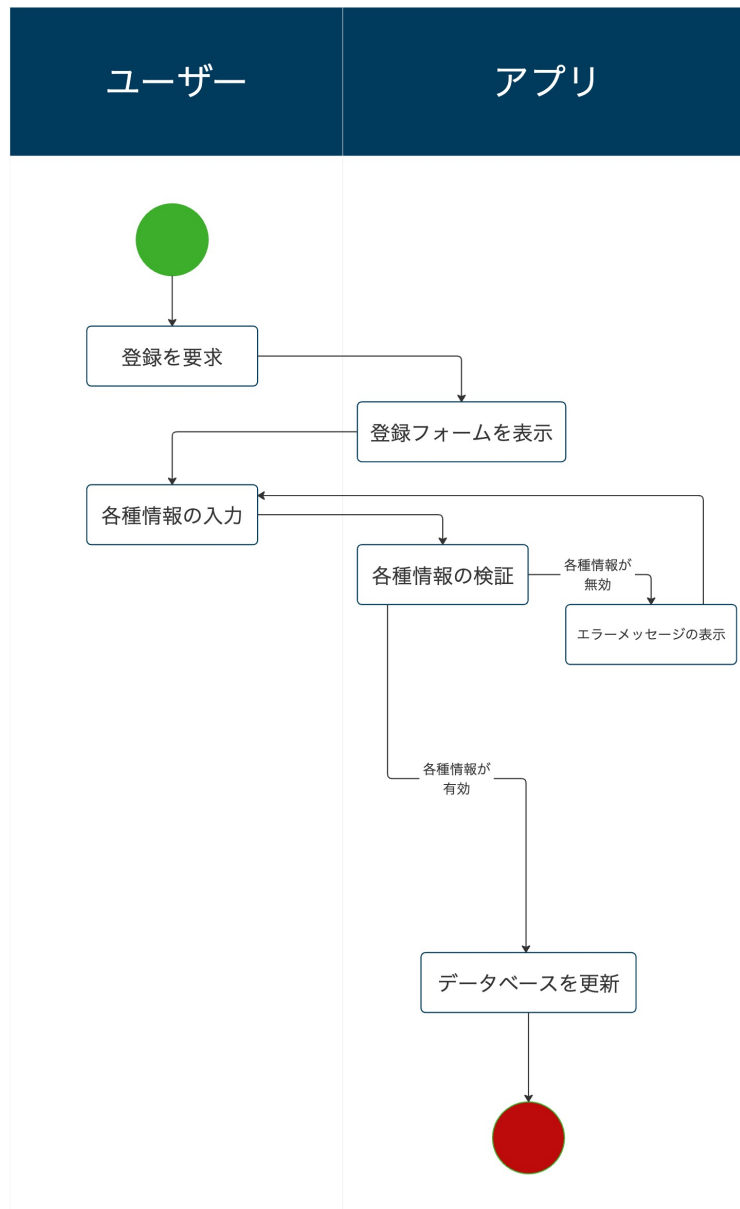 ユーザー
アプリ
登録を要求
登録フォームを表示
各種情報の入力
各種情報の検証
各種情報が
無効
エラーメッセージの表示
各種情報が
有効
データベースを更新